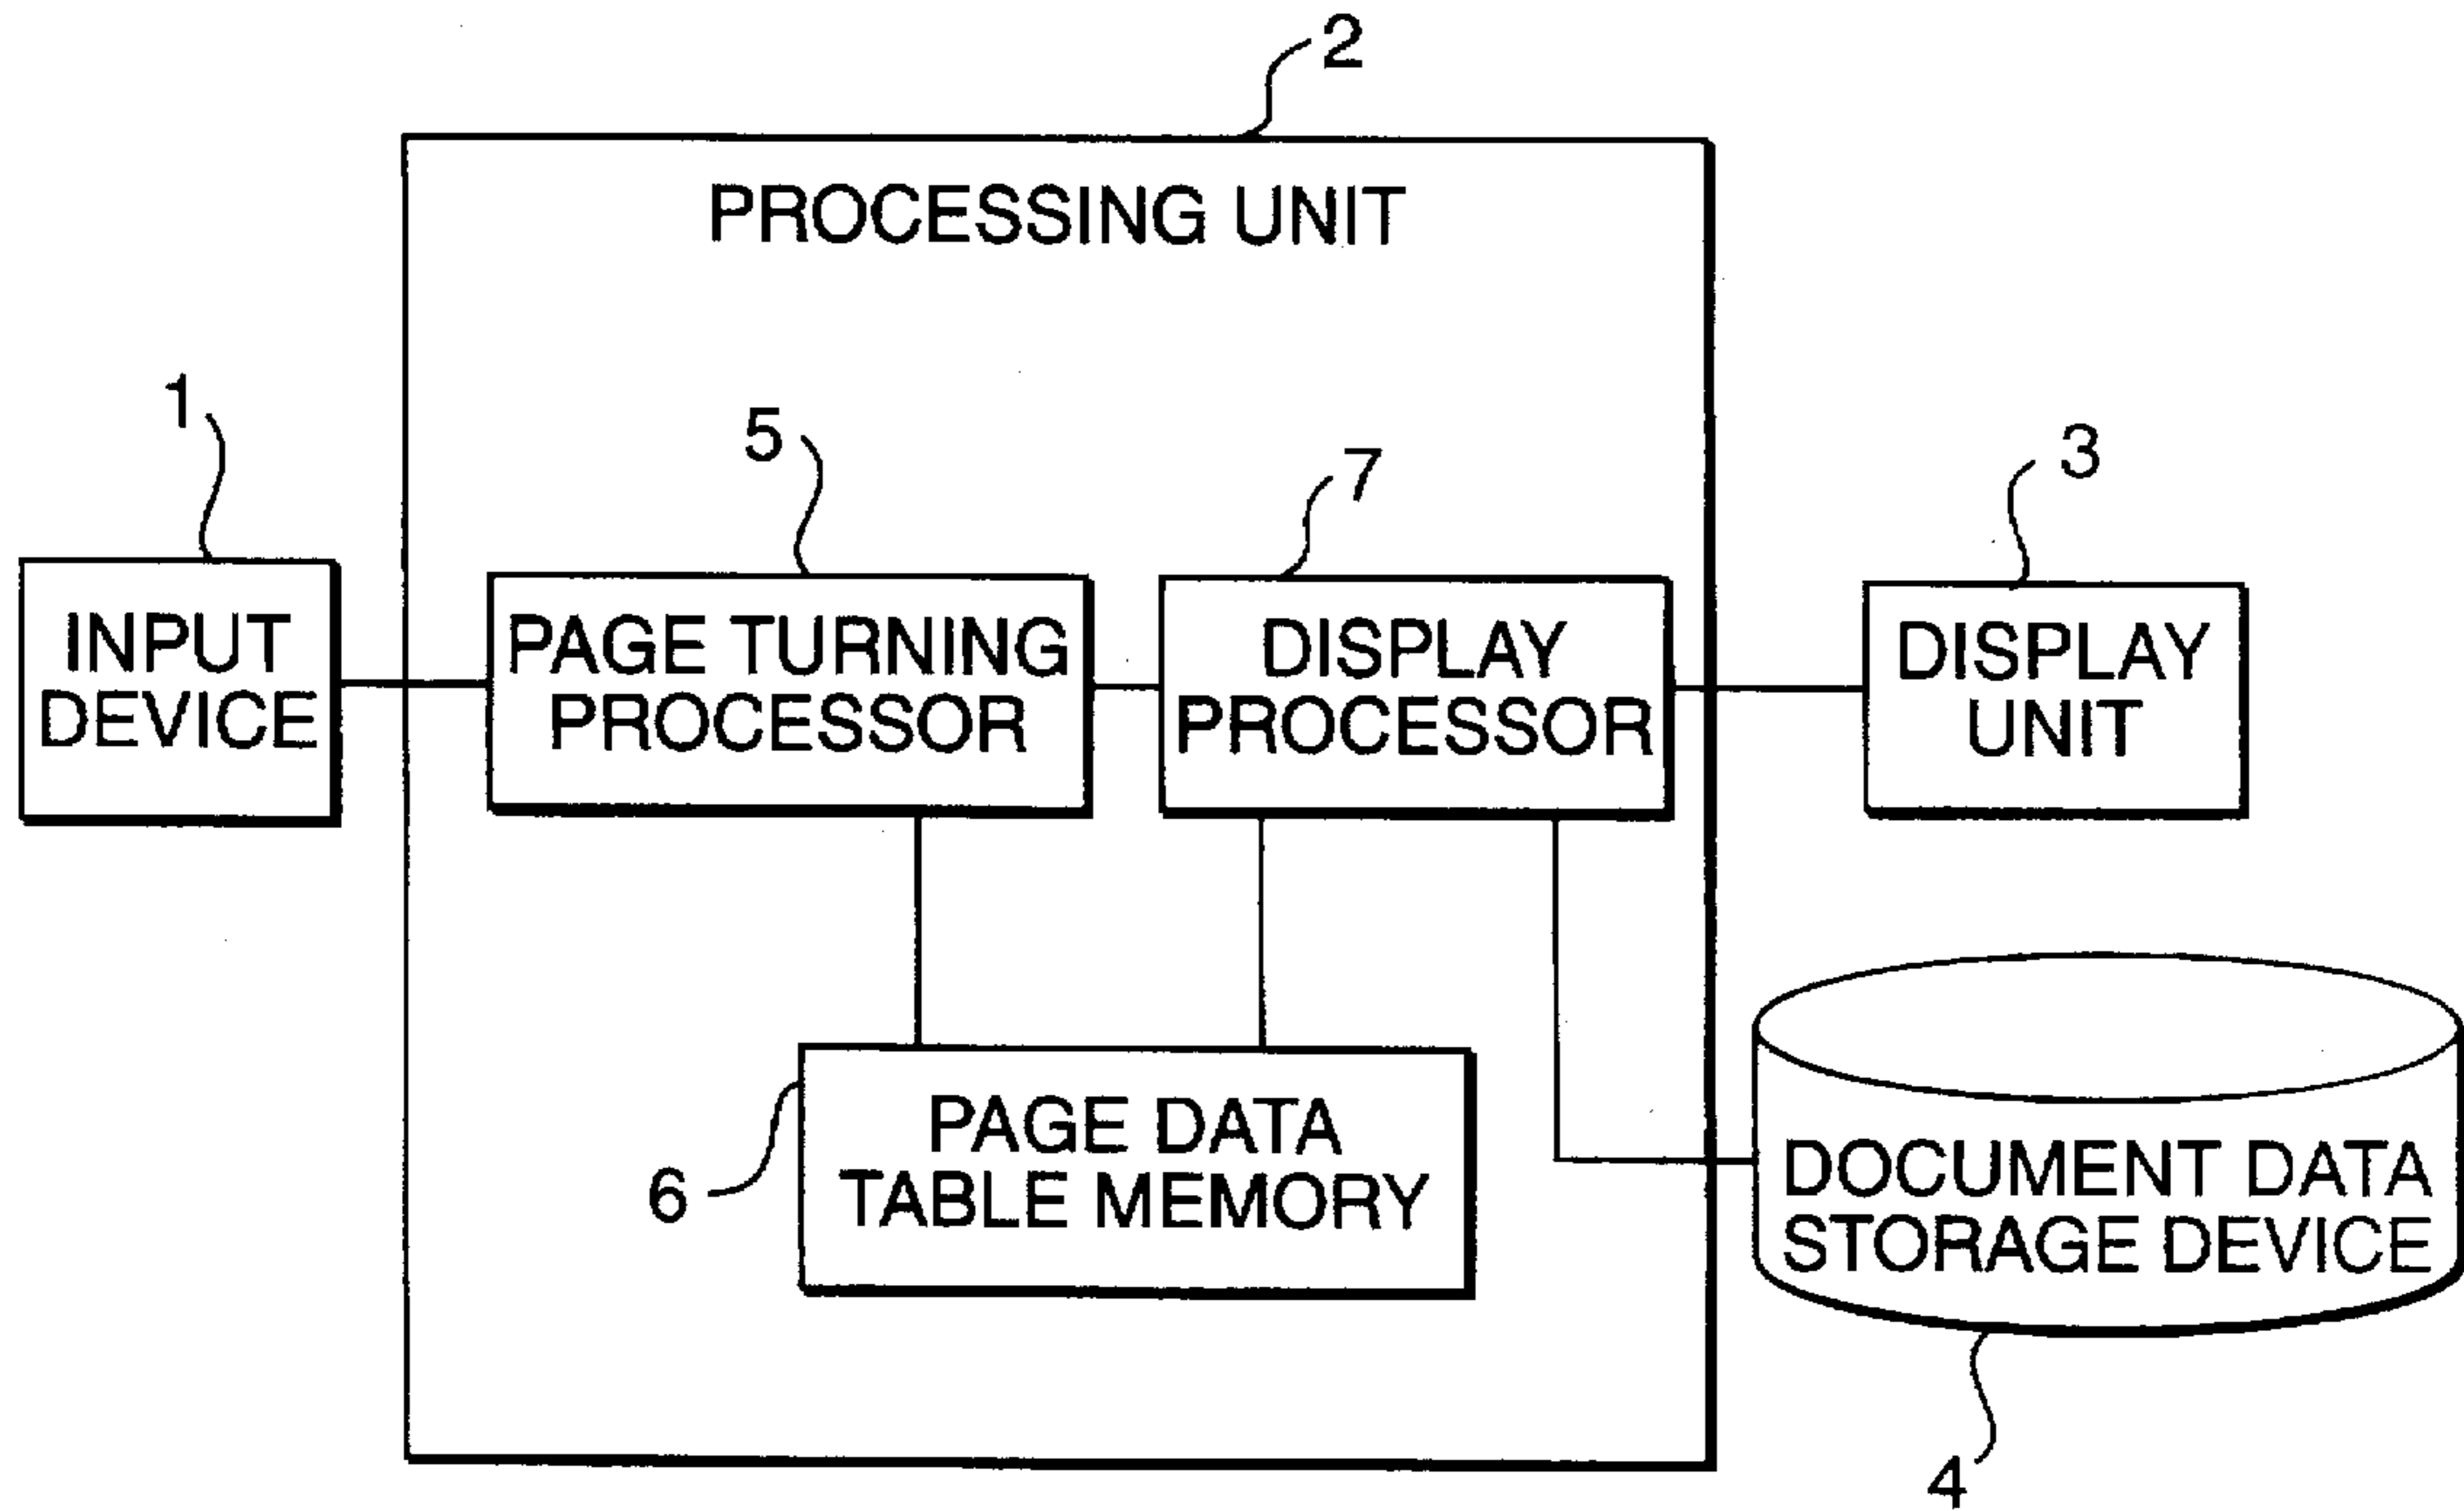 2
PROCESSING UNIT
1
5
7
3
INPUT
DEVICE
PAGE TURNING
PROCESSOR
DISPLAY
PROCESSOR
DISPLAY
UNIT
6
PAGE DATA
TABLE MEMORY
DOCUMENT DATA
STORAGE DEVICE
4